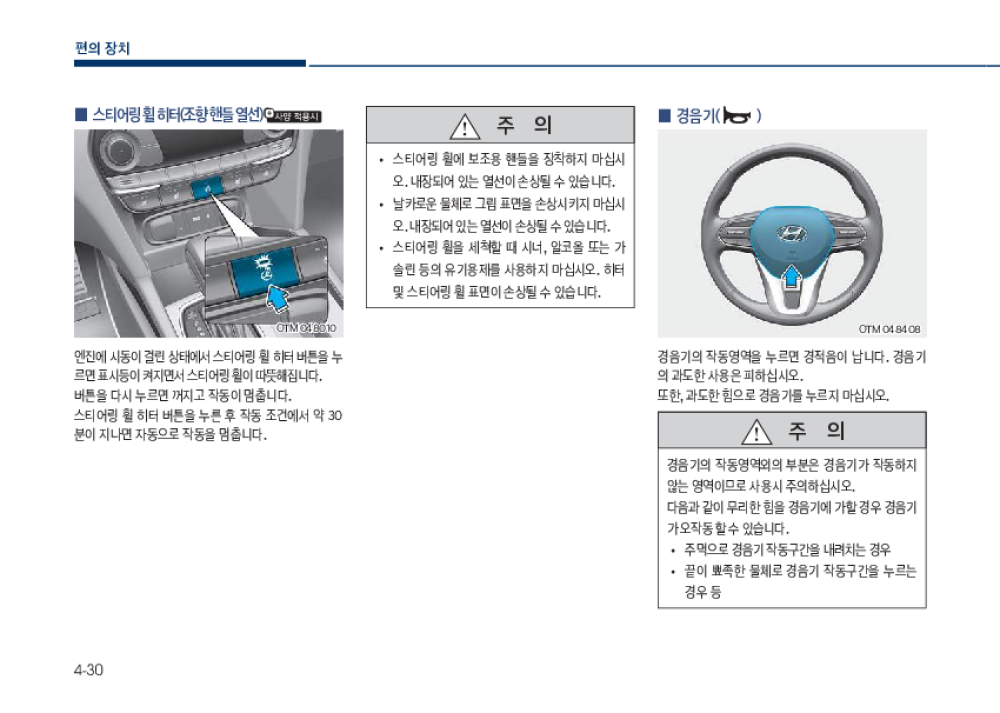 편의 장치
■ 스티어링 휠 히터(조향 핸들 열선) 사양 적용시
OTM048010
엔진에 시동이 걸린 상태에서 스티어링 휠 히터 버튼을 누
르면 표시등이 켜지면서 스티어링 휠이 따뜻해집니다.
버튼을 다시 누르면 꺼지고 작동이 멈춥니다.
스티어링 휠 히터 버튼을 누른 후 작동 조건에서 약 30
분이 지나면 자동으로 작동을 멈춥니다.
주 의
• 스티어링 휠에 보조용 핸들을 장착하지 마십시
오. 내장되어 있는 열선이 손상될 수 있습니다.
• 날카로운 물체로 그립 표면을 손상시키지 마십시
오. 내장되어 있는 열선이 손상될 수 있습니다.
• 스티어링 휠을 세척할 때 시너, 알코올 또는 가
솔린 등의 유기용제를 사용하지 마십시오. 히터
및 스티어링 휠 표면이 손상될 수 있습니다.
■ 경음기( )
OTM048408
경음기의 작동영역을 누르면 경적음이 납니다. 경음기
의 과도한 사용은 피하십시오.
또한, 과도한 힘으로 경음기를 누르지 마십시오.
주 의
경음기의 작동영역외의 부분은 경음기가 작동하지
않는 영역이므로 사용시 주의하십시오.
다음과 같이 무리한 힘을 경음기에 가할 경우 경음기
가 오작동 할 수 있습니다.
• 주먹으로 경음기 작동구간을 내려치는 경우
• 끝이 뾰족한 물체로 경음기 작동구간을 누르는
경우 등
4-30